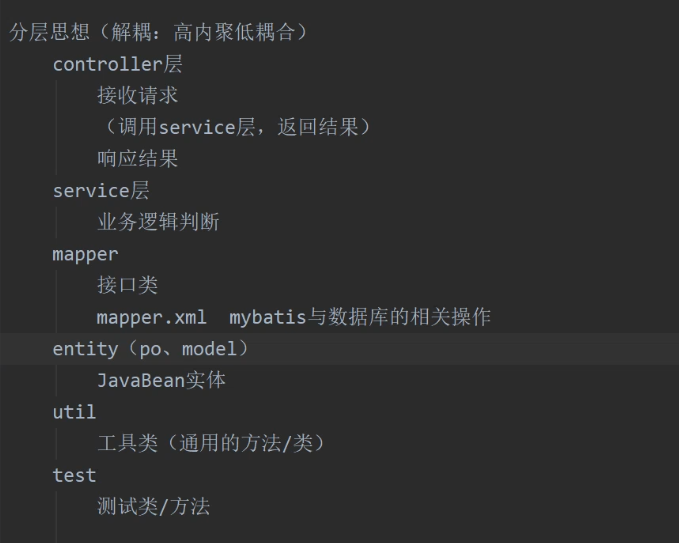 分层思想（解耦：高内聚低耦合）
controller层
接收请求
（调用service层，返回结果）
响应结果
service层
业务逻辑判断
mapper
接口类
mapper.xml  mybatis与数据库的相关操作
entity（po、model）
JavaBean实体
util
工具类（通用的方法/类）
test
测试类/方法